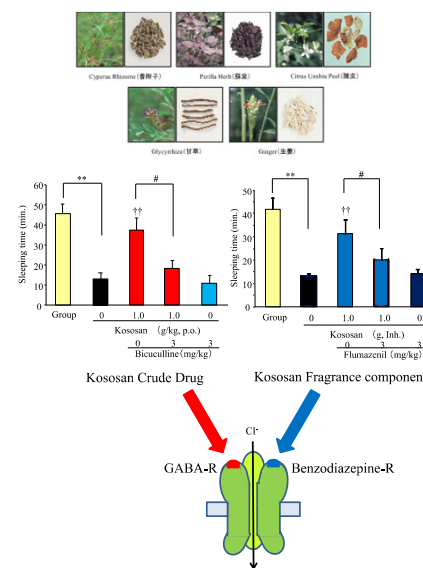 Cyperus Rhizome (香附子)
Perilla Herb (蘇葉)
Citrus Unshiu Peel (陳皮)
Glycyrrhiza (甘草)
Ginger (生姜)
Sleeping time (min.)
60
50
40
30
20
10
0
**
††
#
Group
0
1.0
1.0
0
Kososan (g/kg, p.o.)
0
3
3
Bicuculline(mg/kg)
Sleeping time (min.)
50
40
30
20
10
0
**
††
#
Group
0
1.0
1.0
0
Kososan (g, Inh.)
0
3
3
Flumazenil (mg/kg)
Kososan Crude Drug
Kososan Fragrance component
Cl-
GABA-R
Benzodiazepine-R